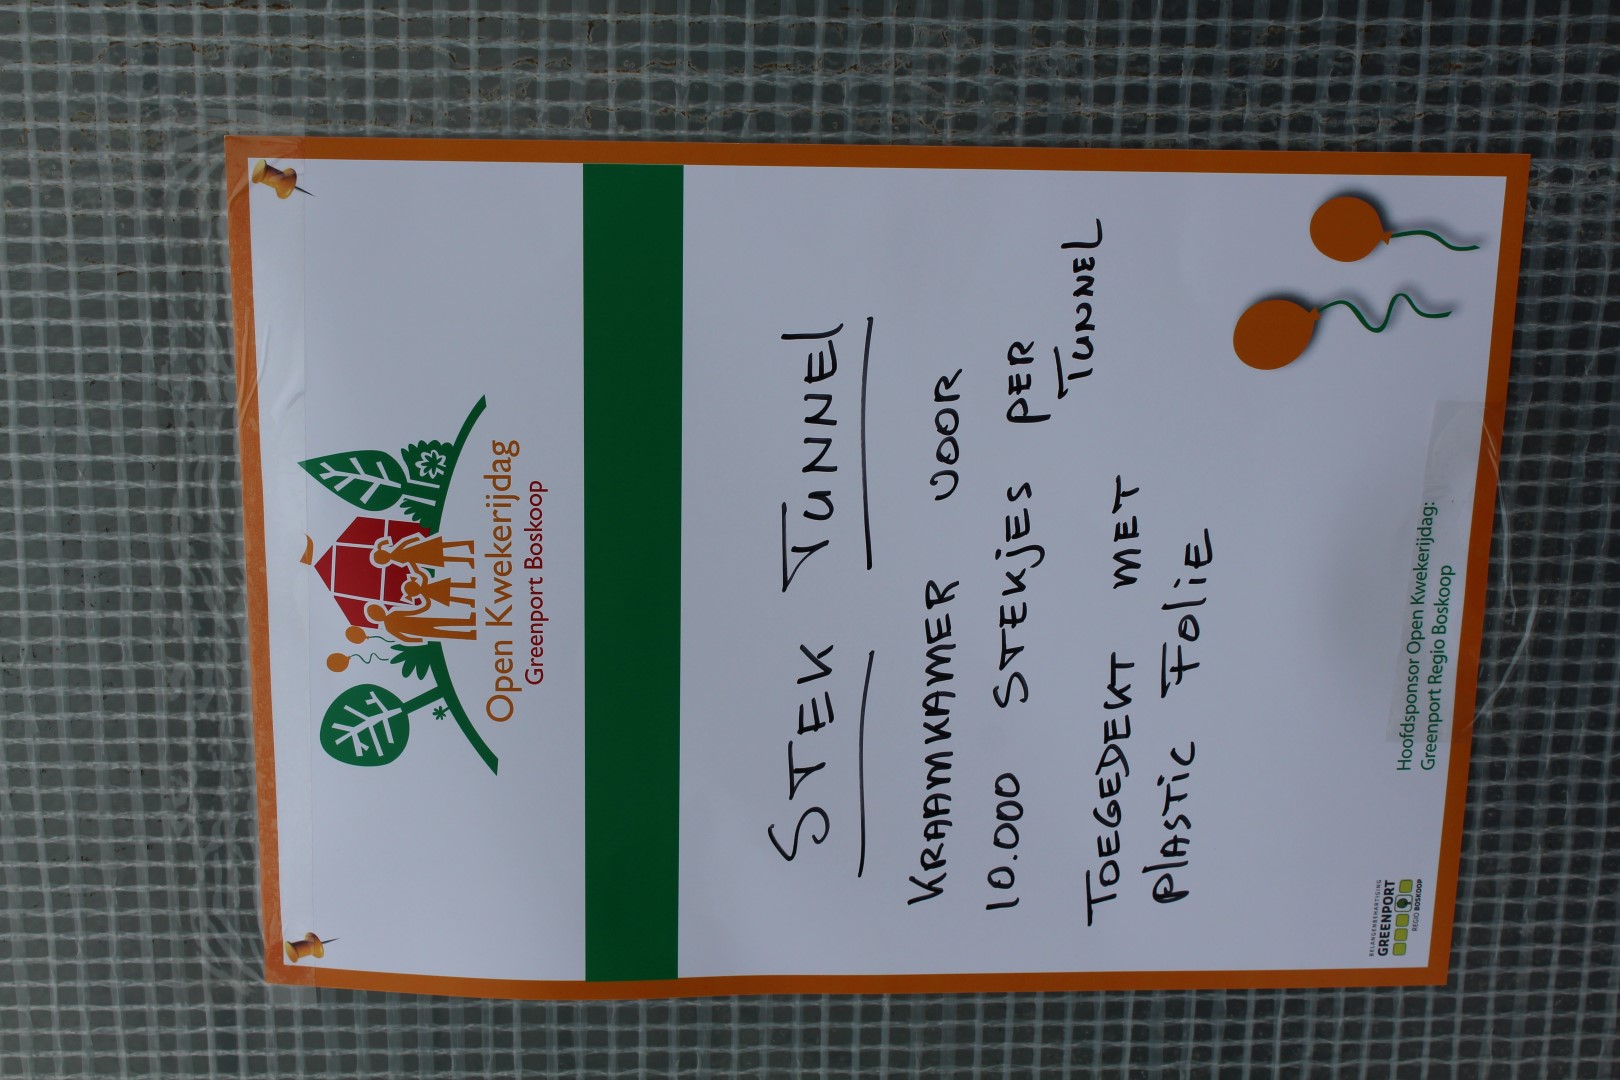 Open Kwekerijdag
Greenport Boskoop
STEK TUNNEL
KRAAMKAMER VOOR
10.000 STEKJES PER
TUNNEL
TOEGEDEKT MET
PLASTIC FOLIE
Hoofdsponsor Open Kwekerijdag:
Greenport Regio Boskoop
BELANGENBEHARTIGING
GREENPORT
REGIO BOSKOOP